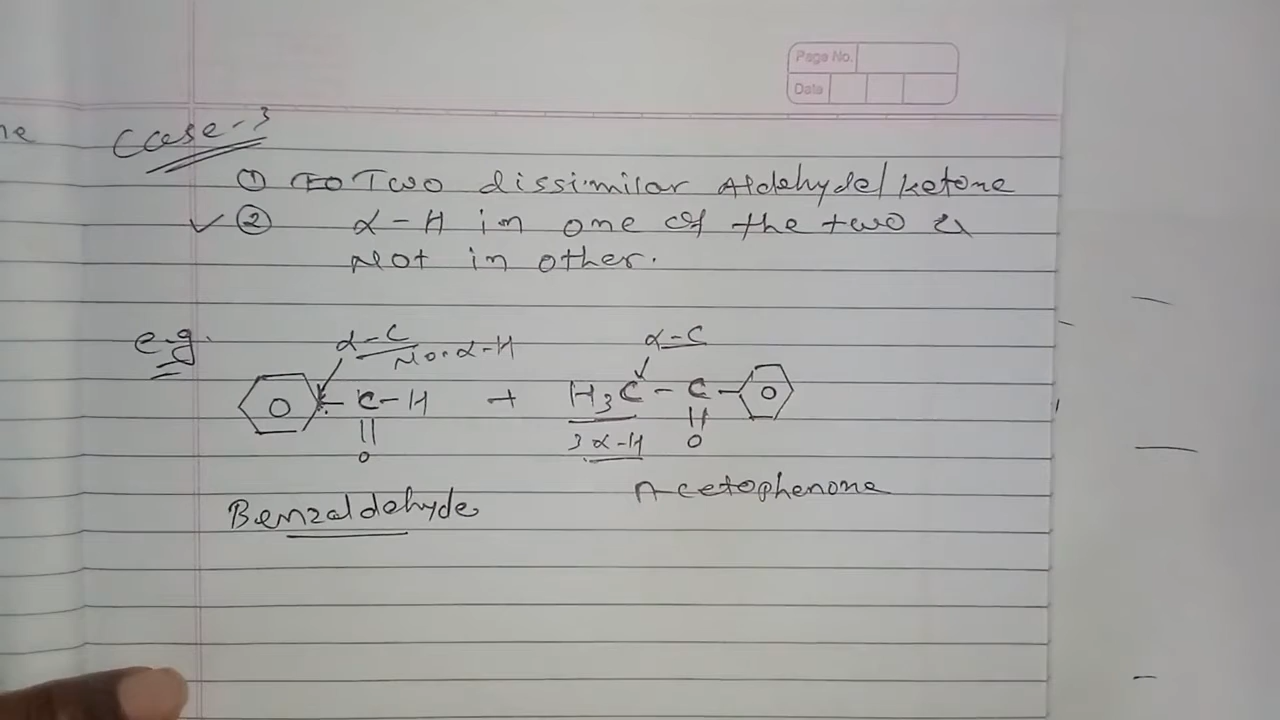 Page No.
Date
ne
Case-3
① Two dissimilar Aldehyde/ketone
✓ ② α-H in one of the two &
Not in other.
e.g.
α-C
No α-H
α-C
C-H + H₃C-C-
O
3 α-H
O
Benzaldehyde
Acetophenone